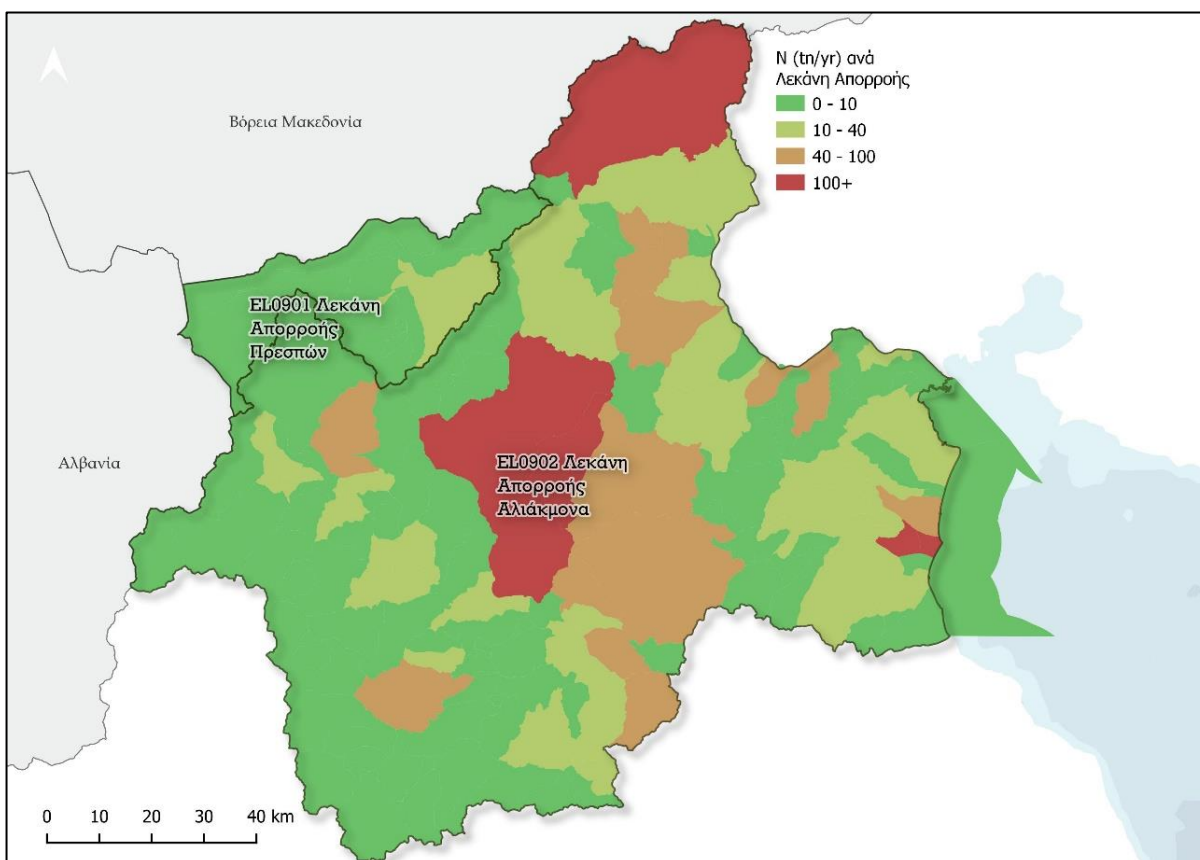 N (tn/yr) ανά
Λεκάνη Απορροής
0 - 10
10 - 40
40 - 100
100+
Βόρεια Μακεδονία
EL0901 Λεκάνη
Απορροής
Πρεσπών
Αλβανία
EL0902 Λεκάνη
Απορροής
Αλιάκμονα
0 10 20 30 40 km